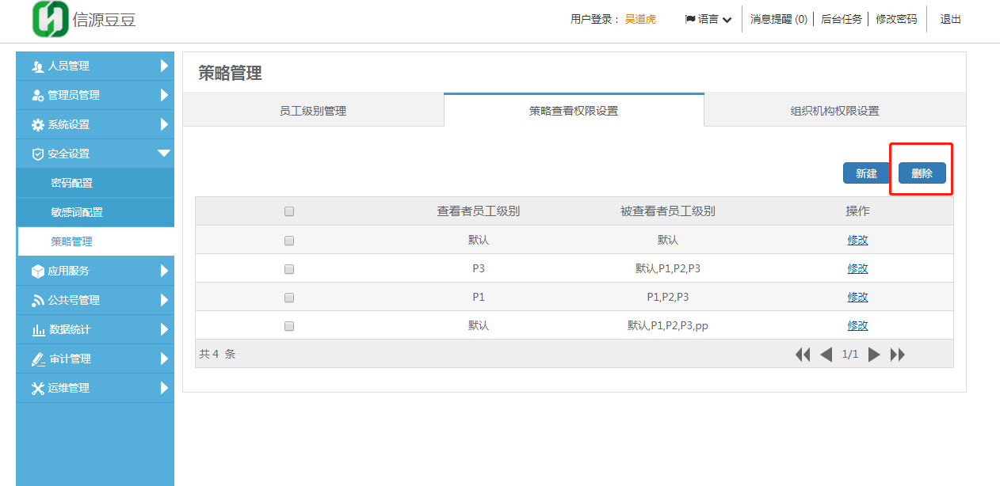 信源豆豆
用户登录： 吴道虎 语言 消息提醒 (0) 后台任务 修改密码 退出
人员管理
管理员管理
系统设置
安全设置
密码配置
敏感词配置
策略管理
应用服务
公共号管理
数据统计
审计管理
运维管理
策略管理
员工级别管理 策略查看权限设置 组织机构权限设置
新建 删除
查看者员工级别 被查看者员工级别 操作
默认 默认 修改
P3 默认,P1,P2,P3 修改
P1 P1,P2,P3 修改
默认 默认,P1,P2,P3,pp 修改
共 4 条 1/1